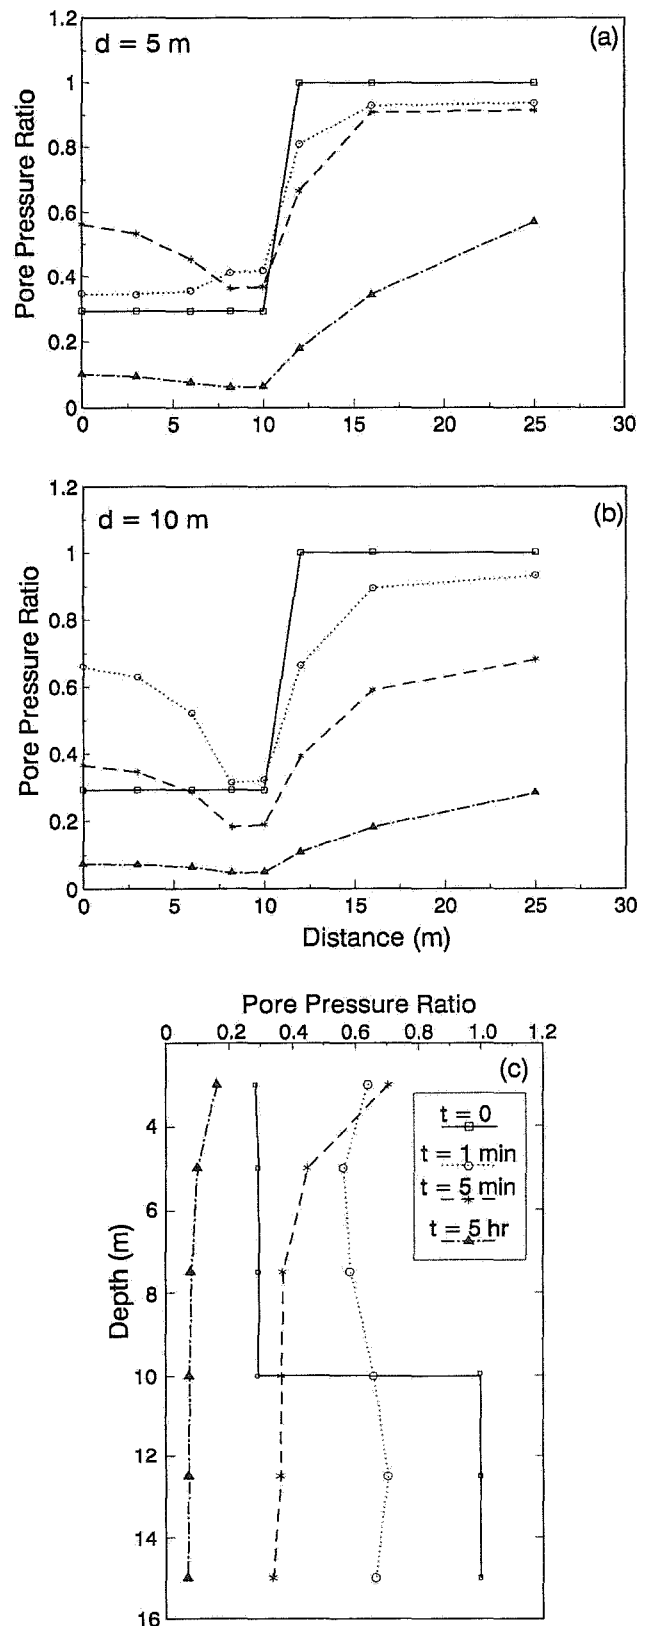 d = 5 m
(a)
Pore Pressure Ratio
1.2
1
0.8
0.6
0.4
0.2
0
0 5 10 15 20 25 30
d = 10 m
(b)
Pore Pressure Ratio
1.2
1
0.8
0.6
0.4
0.2
0
0 5 10 15 20 25 30
Distance (m)
Pore Pressure Ratio
0 0.2 0.4 0.6 0.8 1.0 1.2
(c)
t = 0
t = 1 min
t = 5 min
t = 5 hr
Depth (m)
4
6
8
10
12
14
16